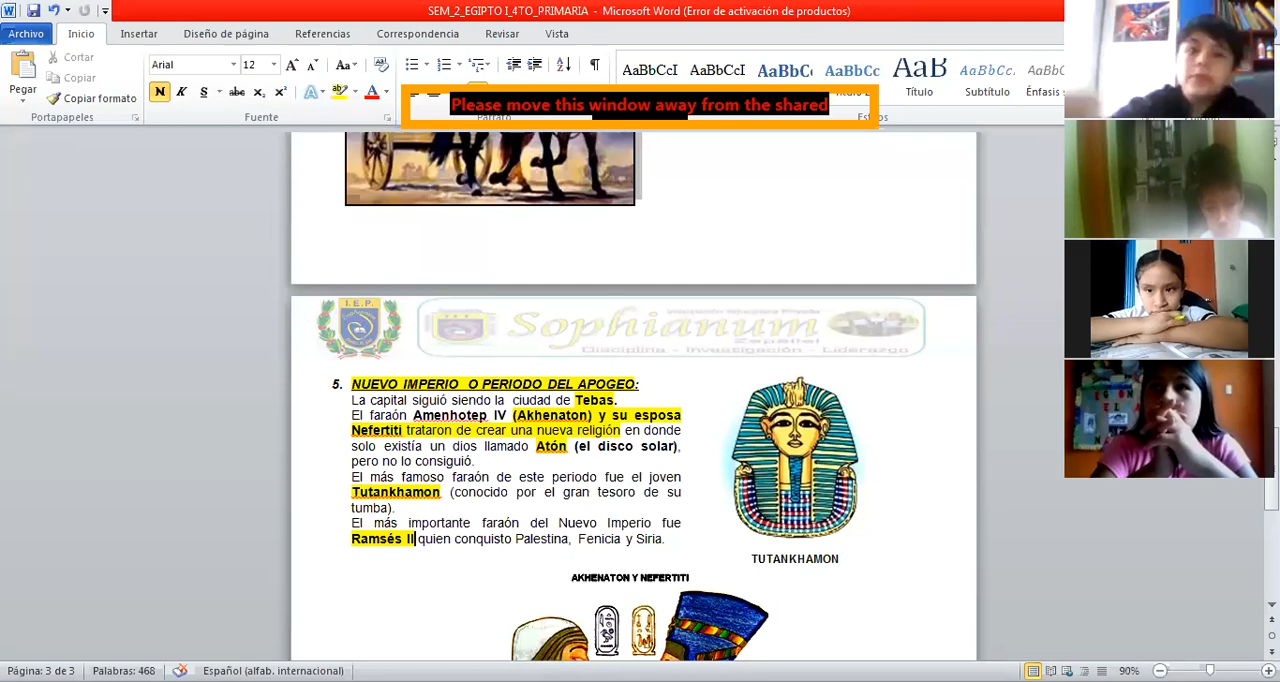 SEM_2_EGIPTO I_4TO_PRIMARIA - Microsoft Word (Error de activación de productos)
Archivo Inicio Insertar Diseño de página Referencias Correspondencia Revisar Vista
Cortar
Copiar
Copiar formato
Pegar
Portapapeles
Arial 12
Fuente
Párrafo
AaBbCcI AaBbCcI AaBbC AaBbCc AaB AaBbCc. AaBbCcI
Título Subtítulo Énfasis
Estilos
Please move this window away from the shared
I.E.P.
Sophianum
Zapallal
Disciplina - Investigación - Liderazgo
5. NUEVO IMPERIO O PERIODO DEL APOGEO:
La capital siguió siendo la ciudad de Tebas.
El faraón Amenhotep IV (Akhenaton) y su esposa
Nefertiti trataron de crear una nueva religión en donde
solo existía un dios llamado Atón (el disco solar),
pero no lo consiguió.
El más famoso faraón de este periodo fue el joven
Tutankhamon (conocido por el gran tesoro de su
tumba).
El más importante faraón del Nuevo Imperio fue
Ramsés II quien conquisto Palestina, Fenicia y Siria.
TUTANKHAMON
AKHENATON Y NEFERTITI
Página: 3 de 3 Palabras: 468 Español (alfab. internacional) 90%